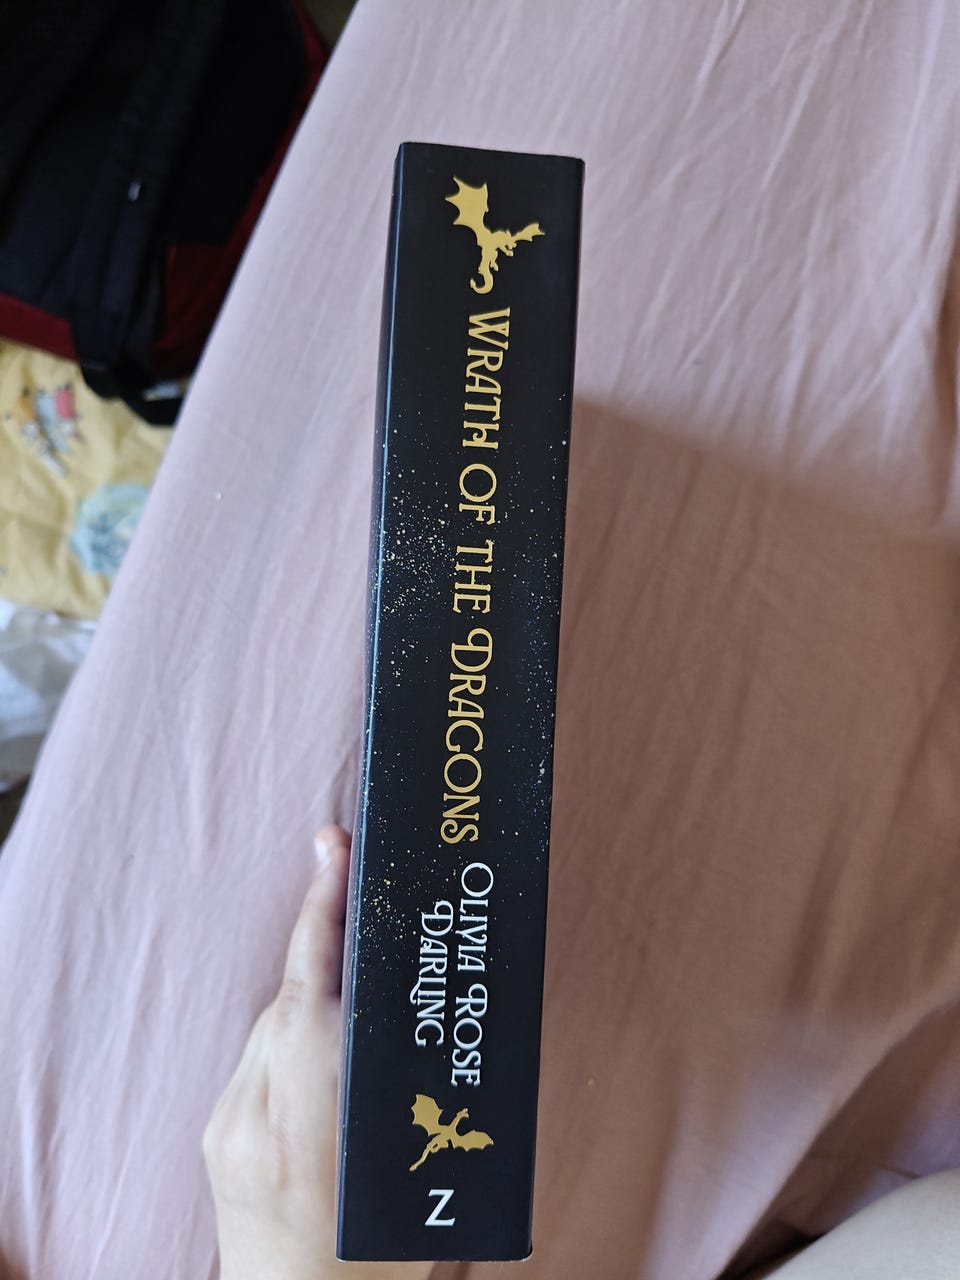 WRATH OF THE DRAGONS
OLIVIA ROSE
DARLING
Z